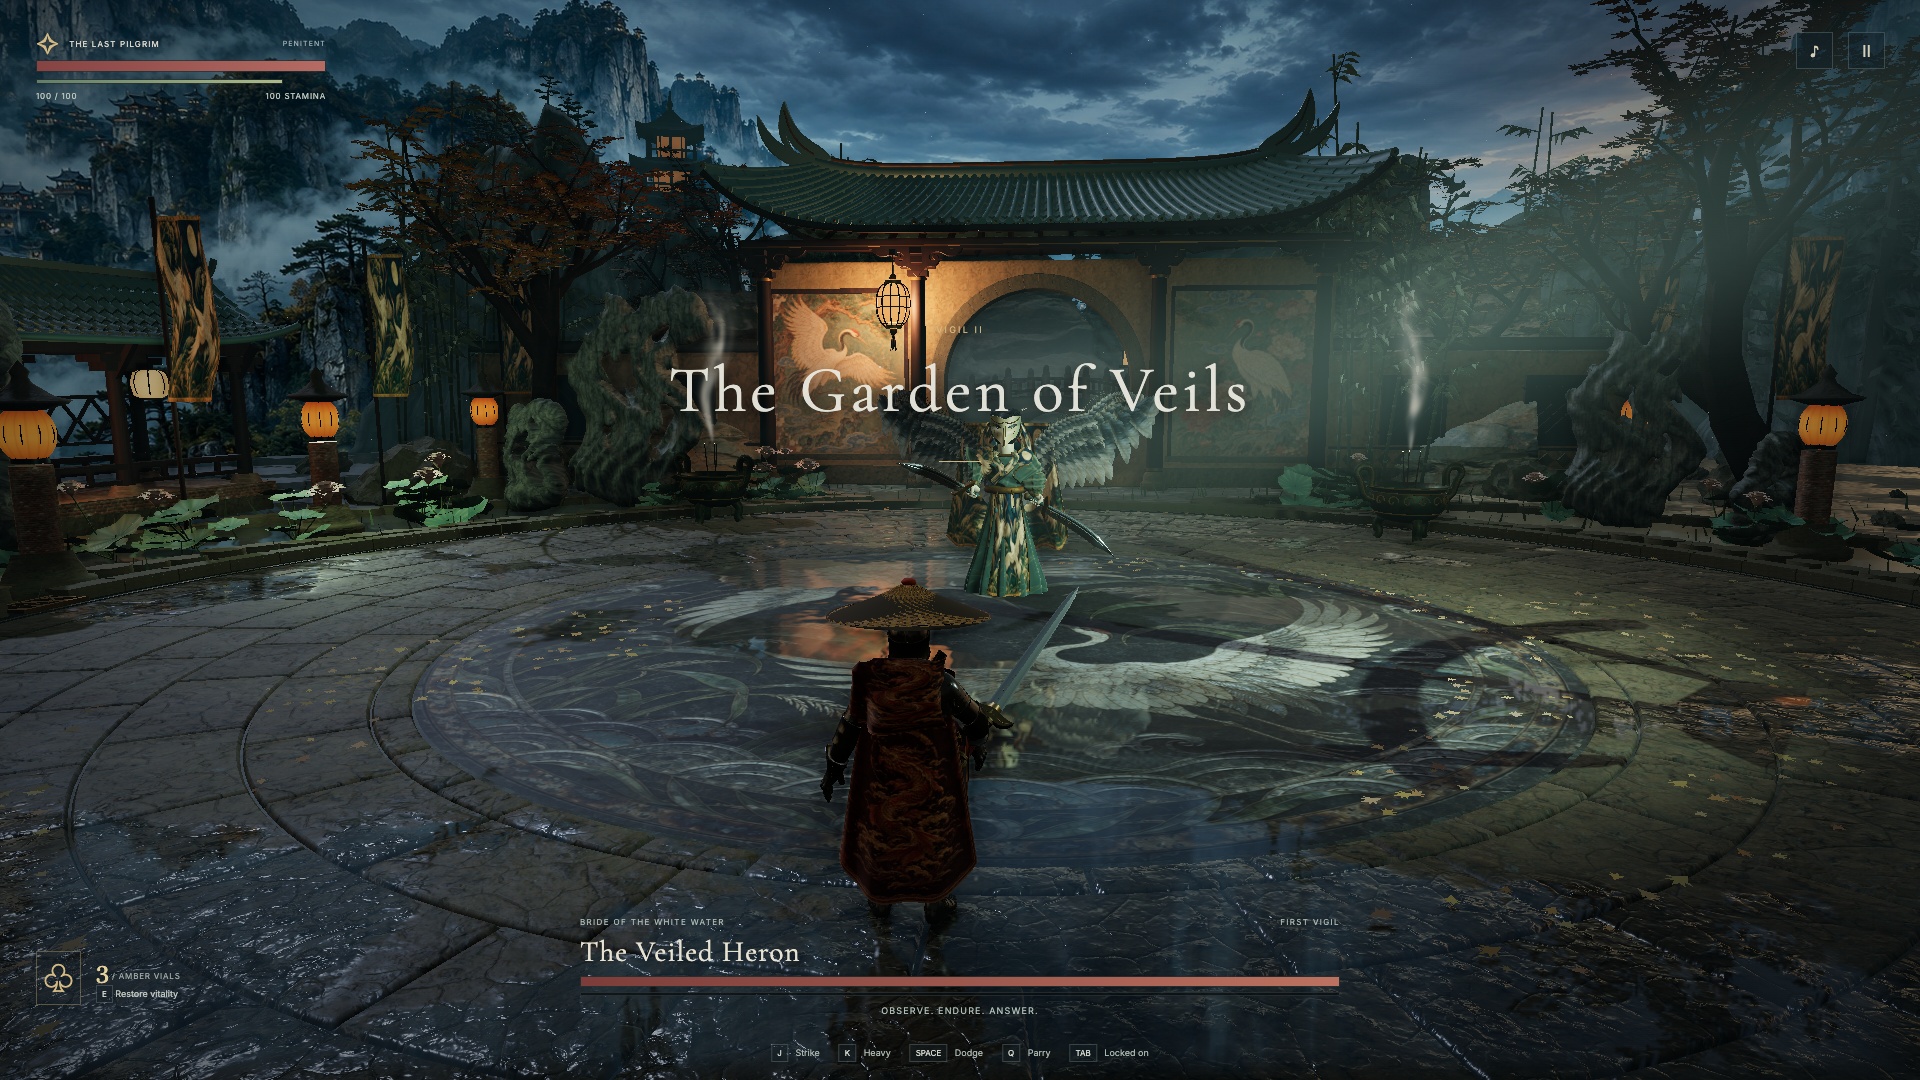 THE LAST PILGRIM
PENITENT
100 / 100
100 STAMINA
VIGIL II
The Garden of Veils
BRIDE OF THE WHITE WATER
FIRST VIGIL
The Veiled Heron
3 / AMBER VIALS
E Restore vitality
OBSERVE. ENDURE. ANSWER.
J Strike K Heavy SPACE Dodge Q Parry TAB Locked on